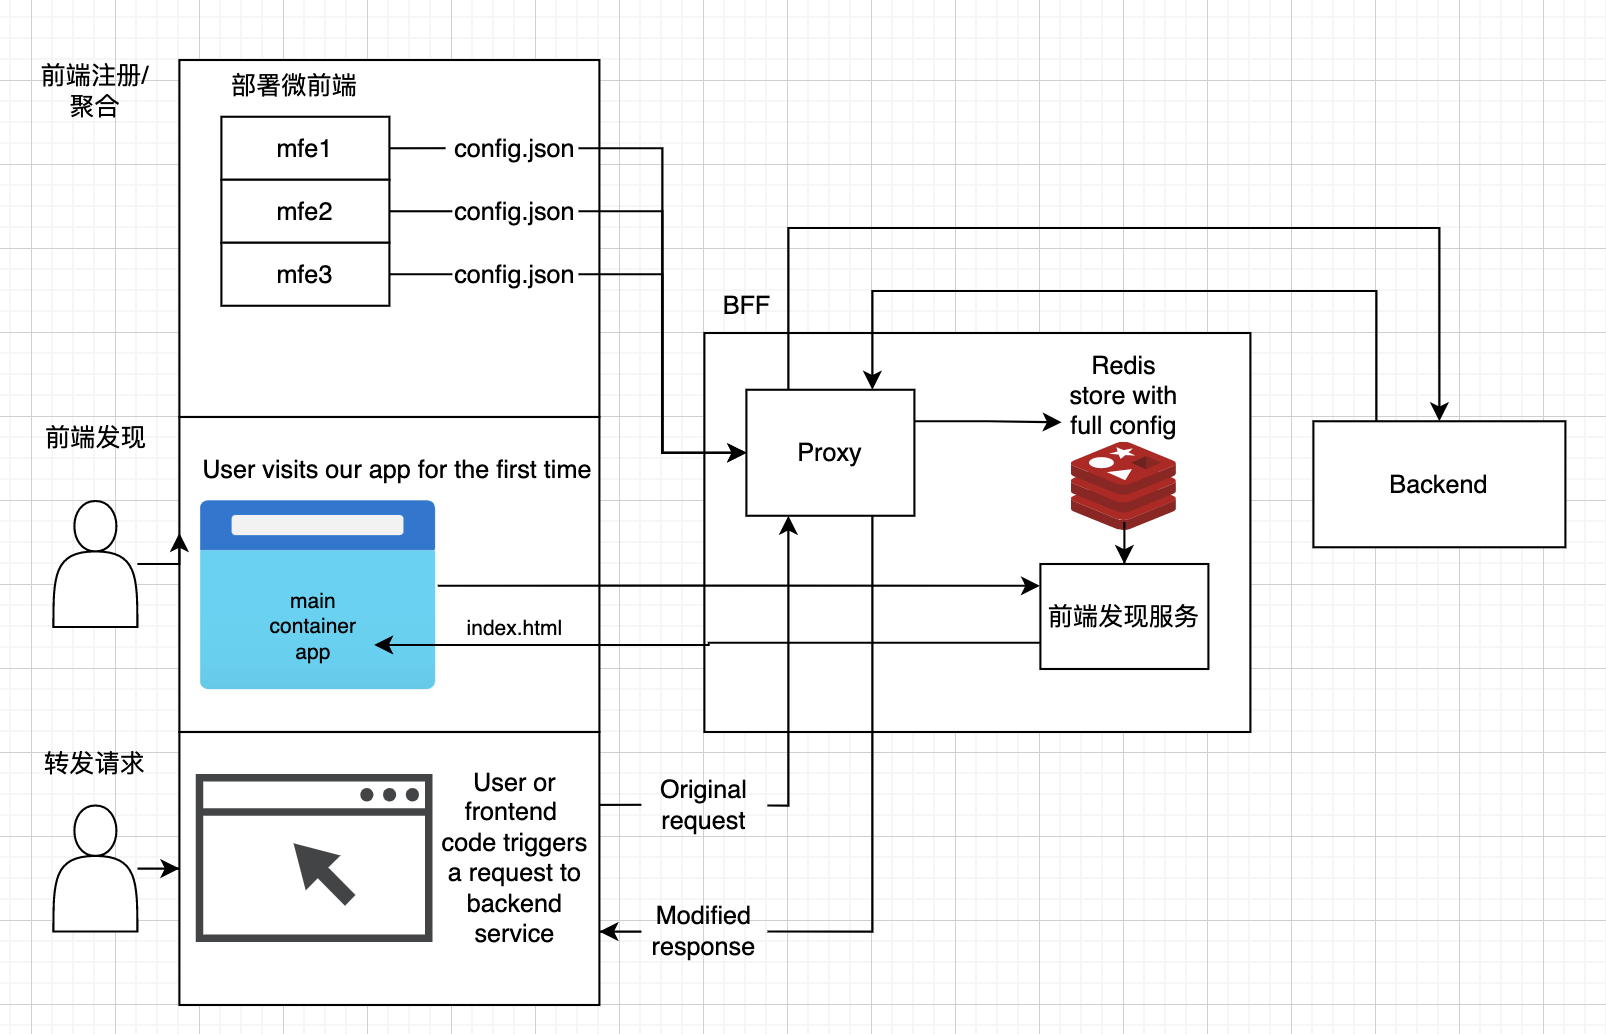 前端注册/
聚合
部署微前端
mfe1
config.json
mfe2
config.json
mfe3
config.json
BFF
Redis
store with
full config
Proxy
Backend
前端发现
User visits our app for the first time
main
container
app
index.html
前端发现服务
转发请求
User or
frontend
code triggers
a request to
backend
service
Original
request
Modified
response